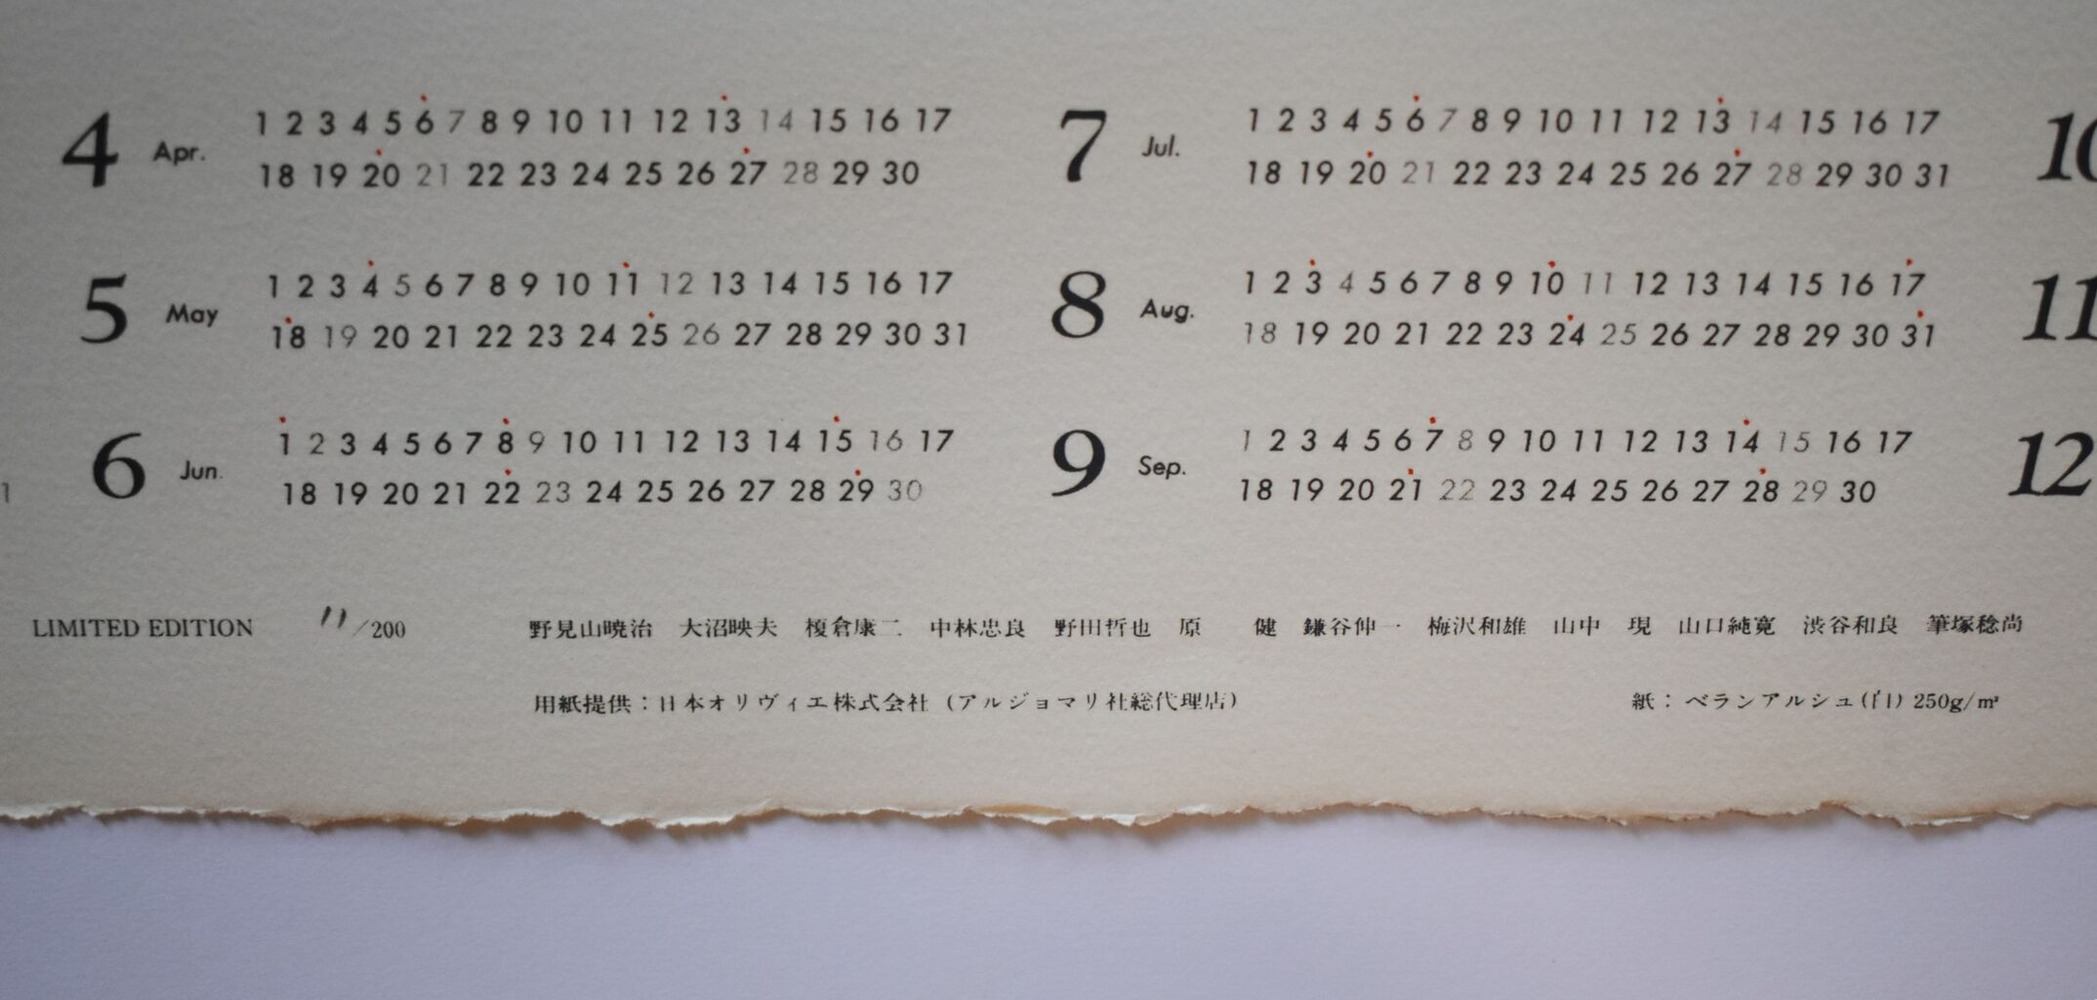 4 Apr. 1 2 3 4 5 6 7 8 9 10 11 12 13 14 15 16 17
18 19 20 21 22 23 24 25 26 27 28 29 30
5 May 1 2 3 4 5 6 7 8 9 10 11 12 13 14 15 16 17
18 19 20 21 22 23 24 25 26 27 28 29 30 31
6 Jun. 1 2 3 4 5 6 7 8 9 10 11 12 13 14 15 16 17
18 19 20 21 22 23 24 25 26 27 28 29 30
7 Jul. 1 2 3 4 5 6 7 8 9 10 11 12 13 14 15 16 17
18 19 20 21 22 23 24 25 26 27 28 29 30 31
8 Aug. 1 2 3 4 5 6 7 8 9 10 11 12 13 14 15 16 17
18 19 20 21 22 23 24 25 26 27 28 29 30 31
9 Sep. 1 2 3 4 5 6 7 8 9 10 11 12 13 14 15 16 17
18 19 20 21 22 23 24 25 26 27 28 29 30
10
11
12
LIMITED EDITION 11/200 野見山暁治 大沼映夫 榎倉康二 中林忠良 野田哲也 原 健 鎌谷伸一 梅沢和雄 山中 現 山口純寛 渋谷和良 筆塚稔尚
用紙提供：日本オリヴィエ株式会社（アルジョマリ社総代理店） 紙：ベランアルシュ(白) 250g/㎡